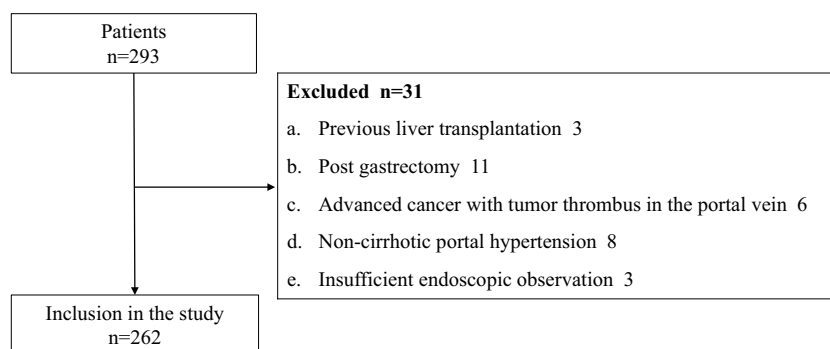 Patients
n=293
Excluded n=31
a. Previous liver transplantation 3
b. Post gastrectomy 11
c. Advanced cancer with tumor thrombus in the portal vein 6
d. Non-cirrhotic portal hypertension 8
e. Insufficient endoscopic observation 3
Inclusion in the study
n=262